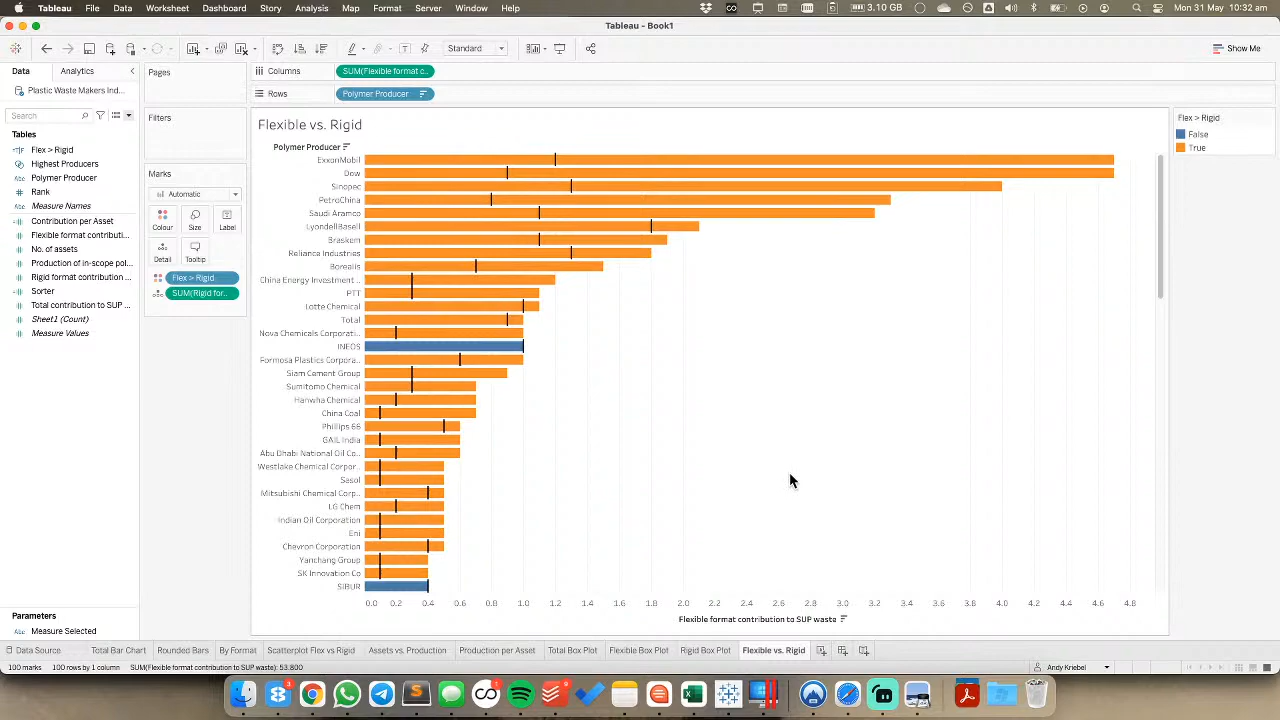 Tableau File Data Worksheet Dashboard Story Analysis Map Format Server Window Help 3.10 GB Mon 31 May 10:32 am
Tableau - Book1
Standard Show Me
Data Analytics
Plastic Waste Makers Ind...
Search
Tables
Flex > Rigid
Highest Producers
Abc Polymer Producer
Rank
Abc Measure Names
Contribution per Asset
Flexible format contributi...
No. of assets
Production of in-scope pol...
Rigid format contribution ...
Sorter
Total contribution to SUP ...
Sheet1 (Count)
Measure Values
Parameters
Abc Measure Selected
Pages
Filters
Marks
Automatic
Colour Size Label
Detail Tooltip
Flex > Rigid
SUM(Rigid for..
Columns SUM(Flexible format c..
Rows Polymer Producer
Flexible vs. Rigid
Polymer Producer
ExxonMobil
Dow
Sinopec
PetroChina
Saudi Aramco
LyondellBasell
Braskem
Reliance Industries
Borealis
China Energy Investment ..
PTT
Lotte Chemical
Total
Nova Chemicals Corporati..
INEOS
Formosa Plastics Corpora..
Siam Cement Group
Sumitomo Chemical
Hanwha Chemical
China Coal
Phillips 66
GAIL India
Abu Dhabi National Oil Co..
Westlake Chemical Corpor..
Sasol
Mitsubishi Chemical Corp..
LG Chem
Indian Oil Corporation
Eni
Chevron Corporation
Yanchang Group
SK Innovation Co
SIBUR
0.0 0.2 0.4 0.6 0.8 1.0 1.2 1.4 1.6 1.8 2.0 2.2 2.4 2.6 2.8 3.0 3.2 3.4 3.6 3.8 4.0 4.2 4.4 4.6 4.8
Flexible format contribution to SUP waste
Flex > Rigid
False
True
Data Source Total Bar Chart Rounded Bars By Format Scatterplot Flex vs Rigid Assets vs. Production Production per Asset Total Box Plot Flexible Box Plot Rigid Box Plot Flexible vs. Rigid
100 marks 100 rows by 1 column SUM(Flexible format contribution to SUP waste): 53.800 Andy Kriebel